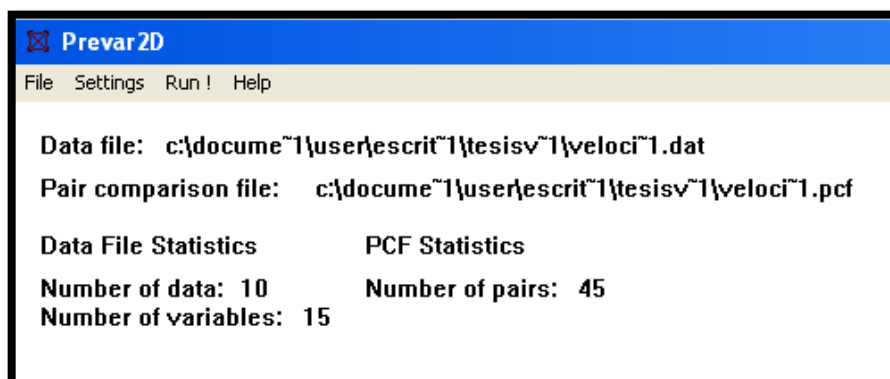 Prevar2D
File Settings Run ! Help
Data file: c:\docume~1\user\escrit~1\tesisv~1\veloci~1.dat
Pair comparison file: c:\docume~1\user\escrit~1\tesisv~1\veloci~1.pcf
Data File Statistics PCF Statistics
Number of data: 10 Number of pairs: 45
Number of variables: 15